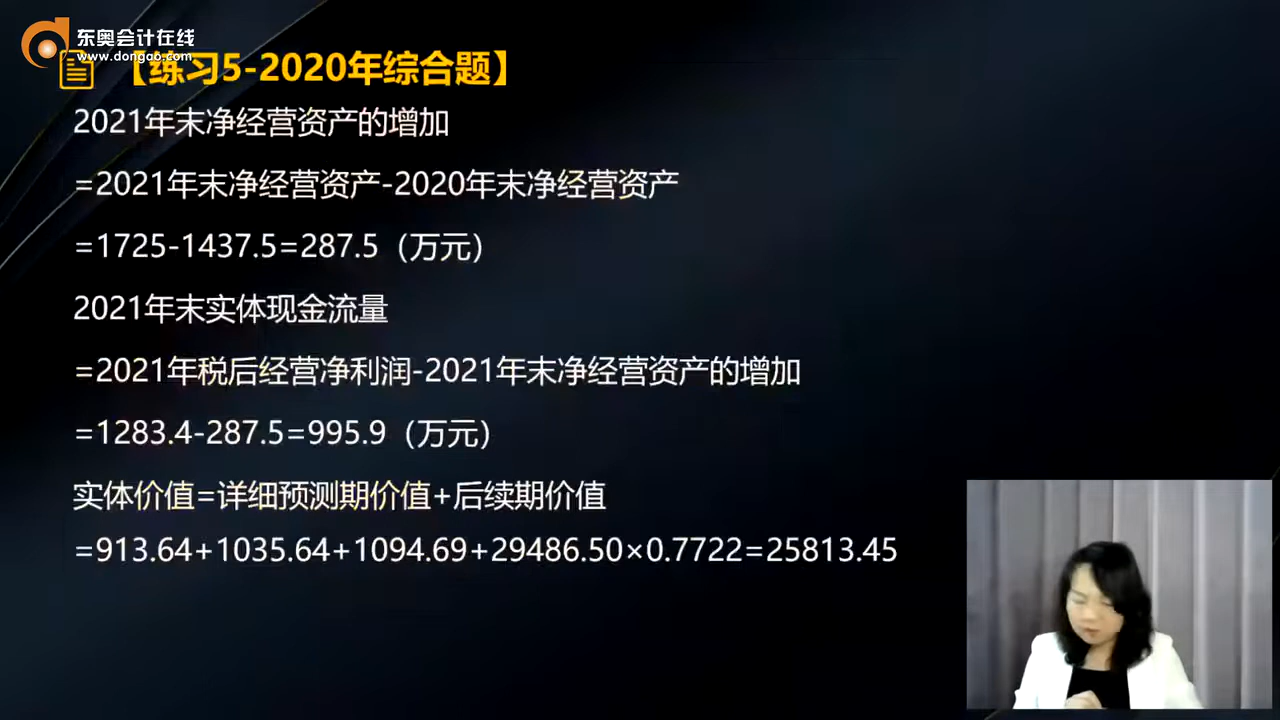 东奥会计在线
www.dongao.com
【练习5-2020年综合题】
2021年末净经营资产的增加
=2021年末净经营资产-2020年末净经营资产
=1725-1437.5=287.5（万元）
2021年末实体现金流量
=2021年税后经营净利润-2021年末净经营资产的增加
=1283.4-287.5=995.9（万元）
实体价值=详细预测期价值+后续期价值
=913.64+1035.64+1094.69+29486.50×0.7722=25813.45